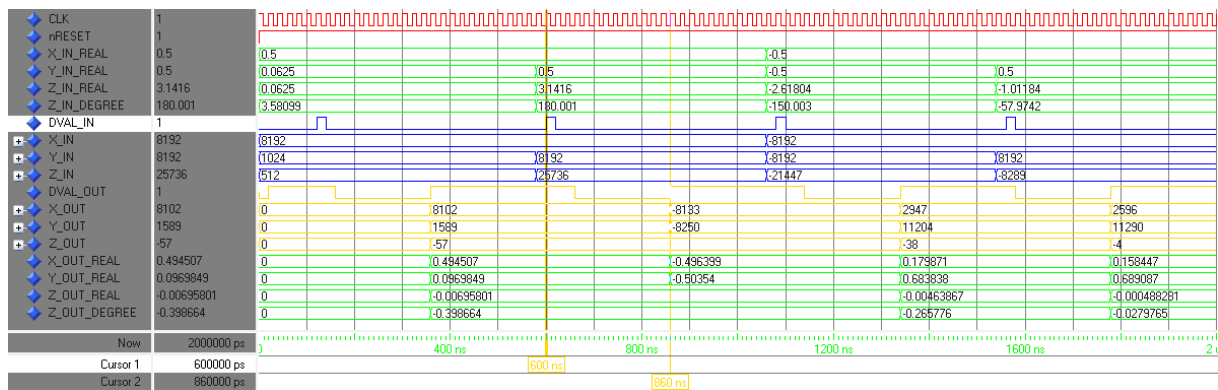 CLK 1
nRESET 1
X_IN_REAL 0.5 0.5 -0.5
Y_IN_REAL 0.5 0.0625 0.5 -0.5 0.5
Z_IN_REAL 3.1416 0.0625 3.1416 -2.61804 -1.01184
Z_IN_DEGREE 180.001 3.58099 180.001 -150.003 -57.9742
DVAL_IN 1
X_IN 8192 8192 -8192
Y_IN 8192 1024 8192 -8192 8192
Z_IN 25736 512 25736 -21447 -8289
DVAL_OUT 1
X_OUT 8102 0 8102 -8133 2947 2596
Y_OUT 1589 0 1589 -8250 11204 11290
Z_OUT -57 0 -57 -38 -4
X_OUT_REAL 0.494507 0 0.494507 -0.496399 0.179871 0.158447
Y_OUT_REAL 0.0969849 0 0.0969849 -0.50354 0.683838 0.689087
Z_OUT_REAL -0.00695801 0 -0.00695801 -0.00463867 -0.000488281
Z_OUT_DEGREE -0.398664 0 -0.398664 -0.265776 -0.0279765
Now 2000000 ps 400 ns 800 ns 1200 ns 1600 ns
Cursor 1 600000 ps 600 ns
Cursor 2 860000 ps 860 ns